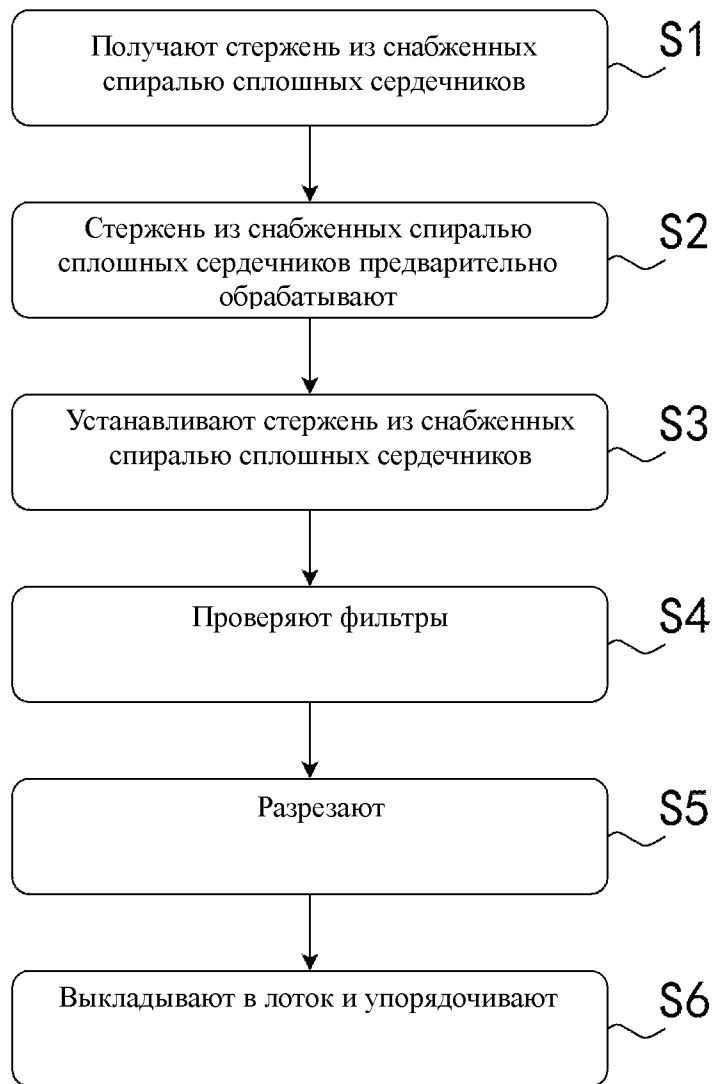 Получают стержень из снабженных
спиралью сплошных сердечников
S1
Стержень из снабженных спиралью
сплошных сердечников предварительно
обрабатывают
S2
Устанавливают стержень из снабженных
спиралью сплошных сердечников
S3
Проверяют фильтры
S4
Разрезают
S5
Выкладывают в лоток и упорядочивают
S6